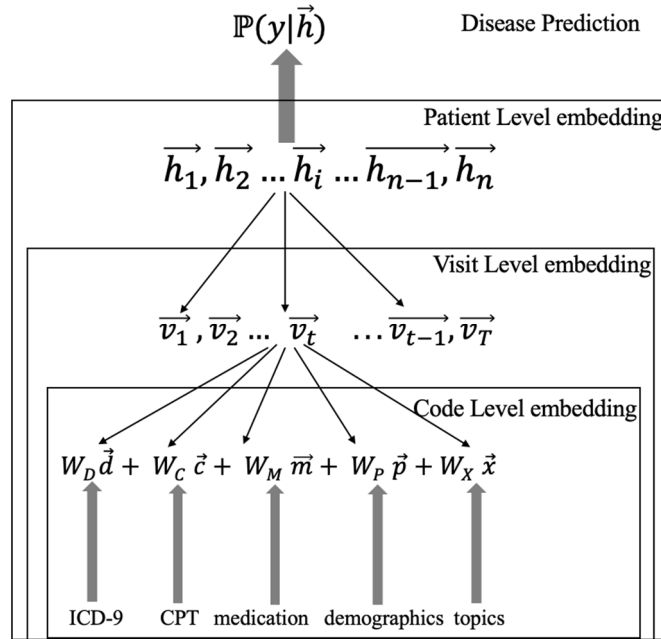 ℙ(y|h⃗) Disease Prediction
Patient Level embedding
h⃗₁, h⃗₂ ... h⃗ᵢ ... h⃗ₙ₋₁, h⃗ₙ
Visit Level embedding
v⃗₁, v⃗₂ ... v⃗ₜ ... v⃗ₜ₋₁, v⃗_T
Code Level embedding
W_D d⃗ + W_C c⃗ + W_M m⃗ + W_P p⃗ + W_X x⃗
ICD-9 CPT medication demographics topics